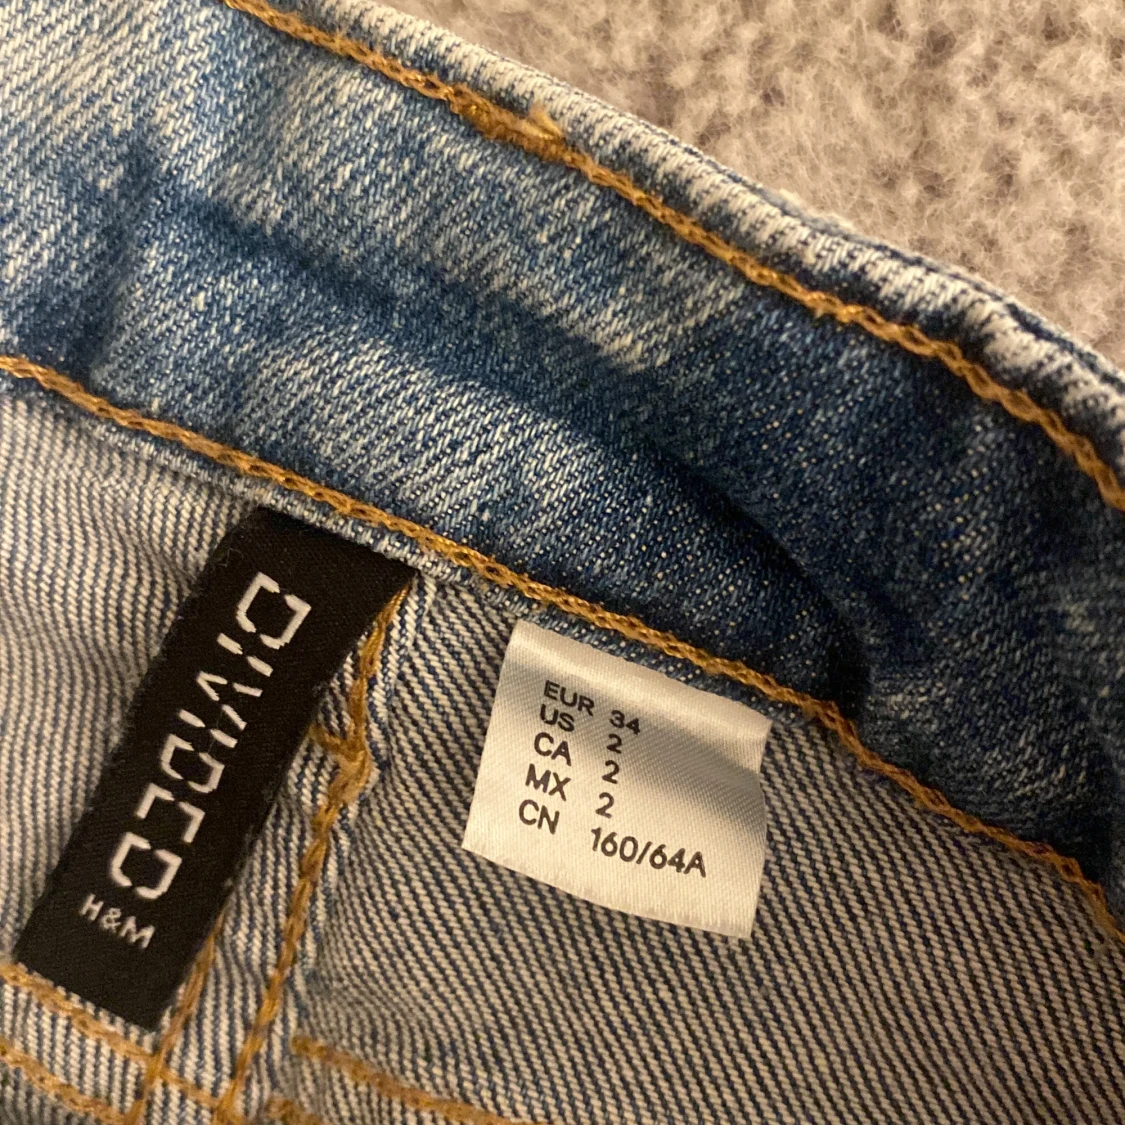 DIVIDED
H&M
EUR 34
US 2
CA 2
MX 2
CN 160/64A